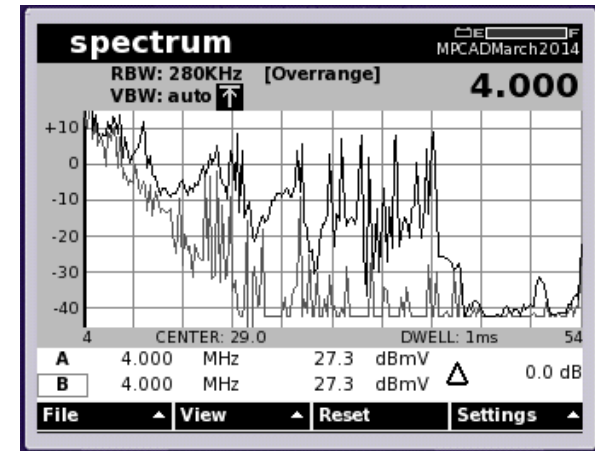 spectrum
E F
MPCADMarch2014
RBW: 280KHz [Overrange]
VBW: auto
4.000
+10
0
-10
-20
-30
-40
4 CENTER: 29.0 DWELL: 1ms 54
A 4.000 MHz 27.3 dBmV
B 4.000 MHz 27.3 dBmV Δ 0.0 dB
File View Reset Settings